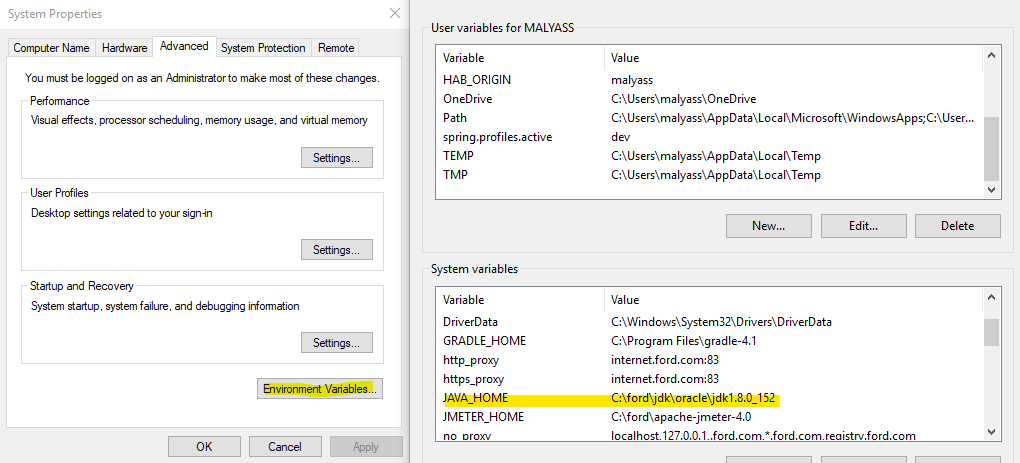 System Properties
Computer Name Hardware Advanced System Protection Remote
You must be logged on as an Administrator to make most of these changes.
Performance
Visual effects, processor scheduling, memory usage, and virtual memory
Settings...
User Profiles
Desktop settings related to your sign-in
Settings...
Startup and Recovery
System startup, system failure, and debugging information
Settings...
Environment Variables...
OK Cancel Apply
User variables for MALYASS
Variable Value
HAB_ORIGIN malyass
OneDrive C:\Users\malyass\OneDrive
Path C:\Users\malyass\AppData\Local\Microsoft\WindowsApps;C:\User...
spring.profiles.active dev
TEMP C:\Users\malyass\AppData\Local\Temp
TMP C:\Users\malyass\AppData\Local\Temp
New... Edit... Delete
System variables
Variable Value
DriverData C:\Windows\System32\Drivers\DriverData
GRADLE_HOME C:\Program Files\gradle-4.1
http_proxy internet.ford.com:83
https_proxy internet.ford.com:83
JAVA_HOME C:\ford\jdk\oracle\jdk1.8.0_152
JMETER_HOME C:\ford\apache-jmeter-4.0
no_proxy localhost,127.0.0.1,.ford.com,*.ford.com,registry.ford.com